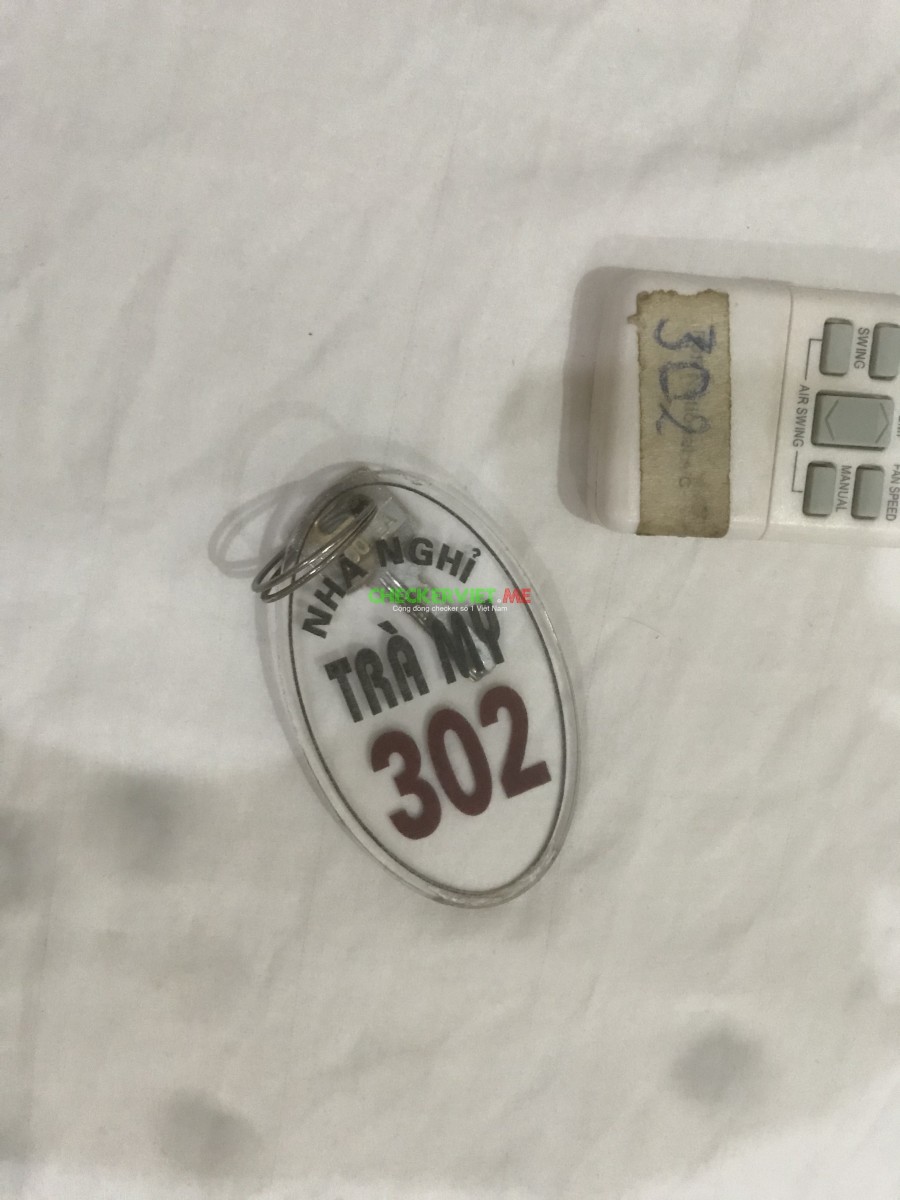 NHÀ NGHỈ
TRÀ MY
302
CHECKERVIET.ME
Cộng đồng checker số 1 Việt Nam
302
SWING
AIR SWING
MANUAL
FAN SPEED